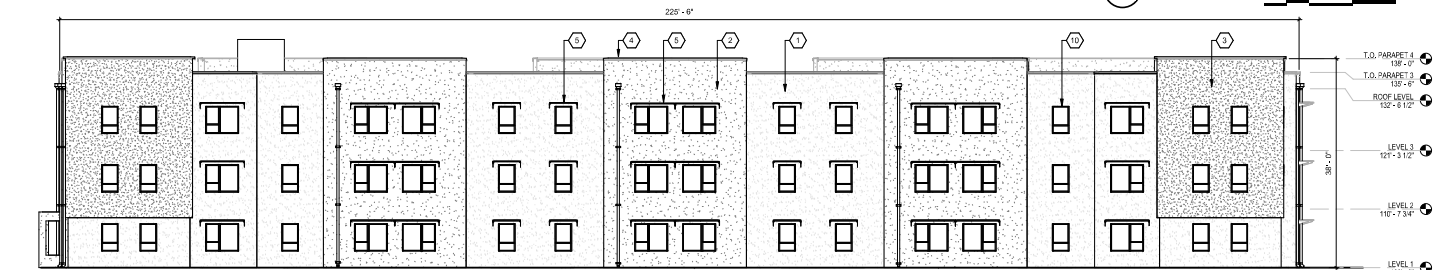 225' - 6"
5
4
5
2
1
10
3
T.O. PARAPET 4
138' - 0"
T.O. PARAPET 3
135' - 6"
ROOF LEVEL
132' - 6 1/2"
LEVEL 3
121' - 3 1/2"
38' - 0"
LEVEL 2
110' - 7 3/4"
LEVEL 1